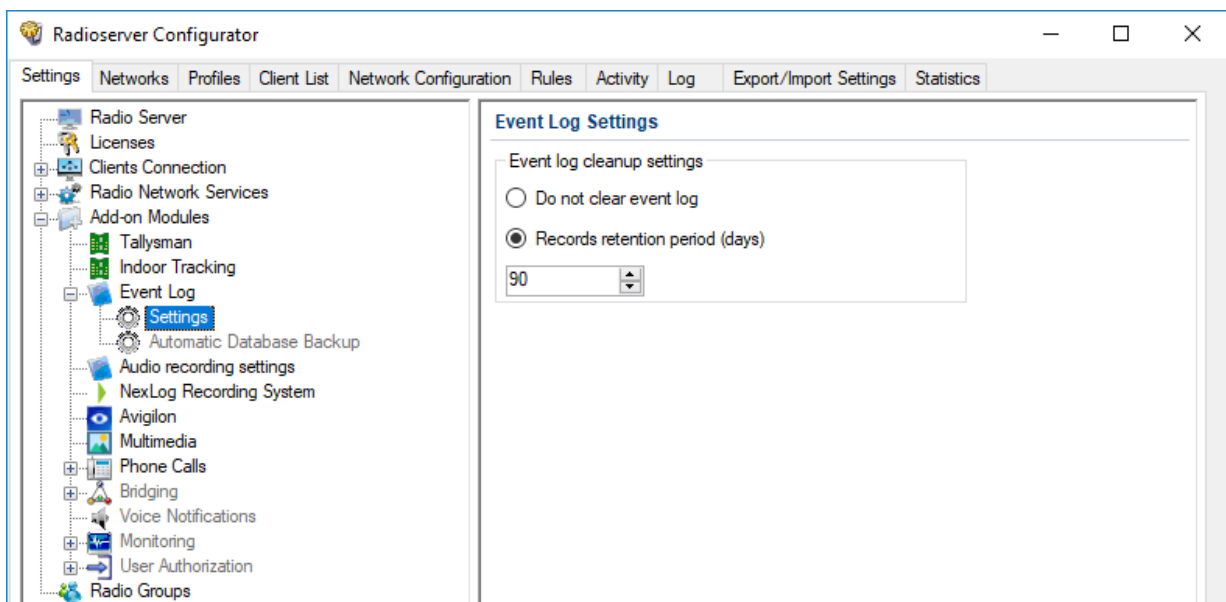 Radioserver Configurator
Settings Networks Profiles Client List Network Configuration Rules Activity Log Export/Import Settings Statistics
Radio Server
Licenses
Clients Connection
Radio Network Services
Add-on Modules
Tallysman
Indoor Tracking
Event Log
Settings
Automatic Database Backup
Audio recording settings
NexLog Recording System
Avigilon
Multimedia
Phone Calls
Bridging
Voice Notifications
Monitoring
User Authorization
Radio Groups
Event Log Settings
Event log cleanup settings
Do not clear event log
Records retention period (days)
90